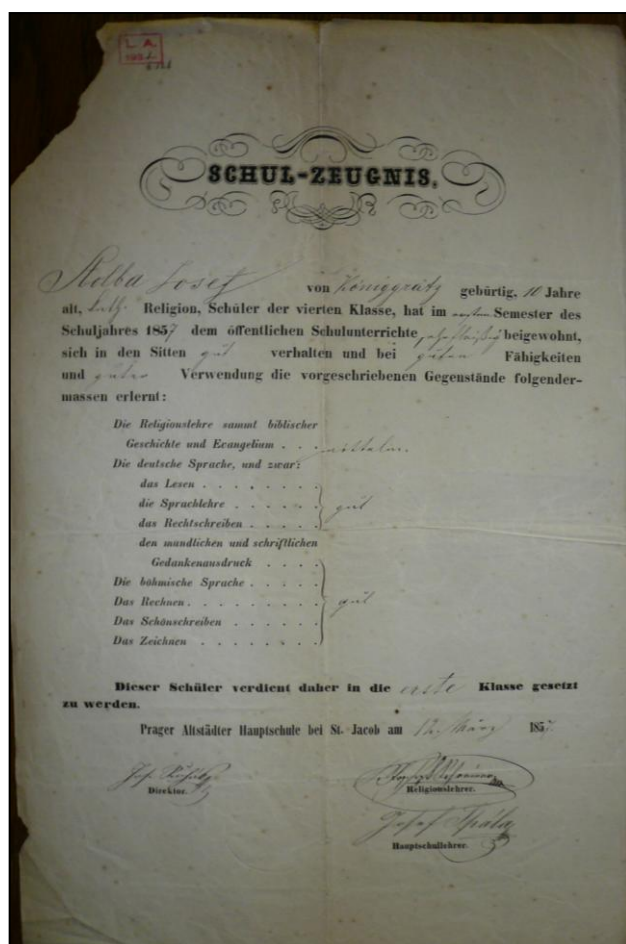 L. A.
SCHUL-ZEUGNIS.
Kolba Josef von Königgrätz gebürtig, 10 Jahre
alt, kath. Religion, Schüler der vierten Klasse, hat im ersten Semester des
Schuljahres 1857 dem öffentlichen Schulunterrichte sehr fleißig beigewohnt,
sich in den Sitten gut verhalten und bei guten Fähigkeiten
und guter Verwendung die vorgeschriebenen Gegenstände folgender-
massen erlernt:
Die Religionslehre sammt biblischer
Geschichte und Evangelium . . . mittelm.
Die deutsche Sprache, und zwar:
das Lesen . . . . . . . .
die Sprachlehre . . . . . gut
das Rechtschreiben . . . . .
den mundlichen und schriftlichen
Gedankenausdruck . . . .
Die böhmische Sprache . . . . .
Das Rechnen . . . . . . . . gut
Das Schönschreiben . . . . .
Das Zeichnen . . . . . . .
Dieser Schüler verdient daher in die erste Klasse gesetzt
zu werden.
Prager Altstädter Hauptschule bei St. Jacob am 12. März 1857.
Jos.
Direktor.
Religionslehrer.
Josef Spála
Hauptschullehrer.